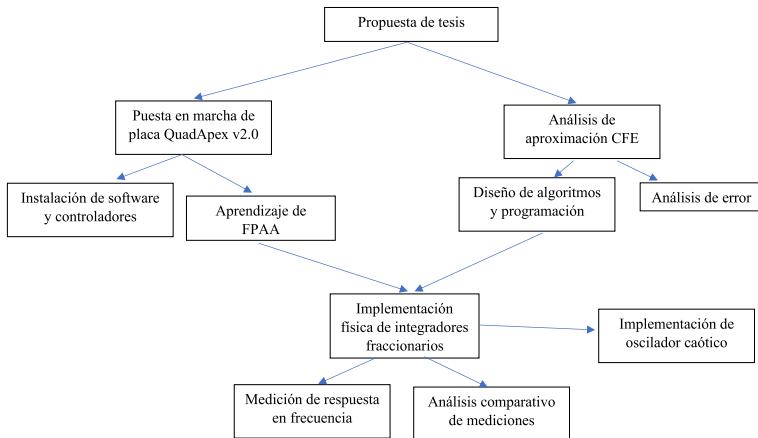 Propuesta de tesis
Puesta en marcha de
placa QuadApex v2.0
Análisis de
aproximación CFE
Instalación de software
y controladores
Aprendizaje de
FPAA
Diseño de algoritmos
y programación
Análisis de error
Implementación
física de integradores
fraccionarios
Implementación de
oscilador caótico
Medición de respuesta
en frecuencia
Análisis comparativo
de mediciones